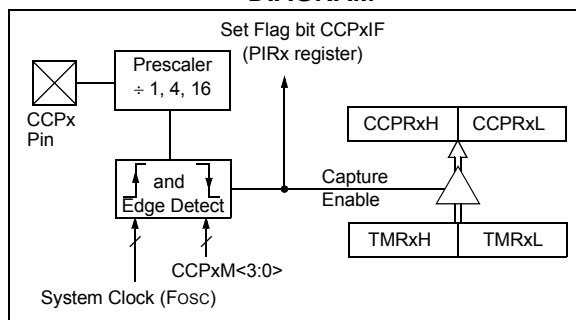 DIAGRAM
Set Flag bit CCPxIF
(PIRx register)
Prescaler
÷ 1, 4, 16
CCPx
Pin
CCPRxH
CCPRxL
and
Edge Detect
Capture
Enable
TMRxH
TMRxL
CCPxM<3:0>
System Clock (FOSC)